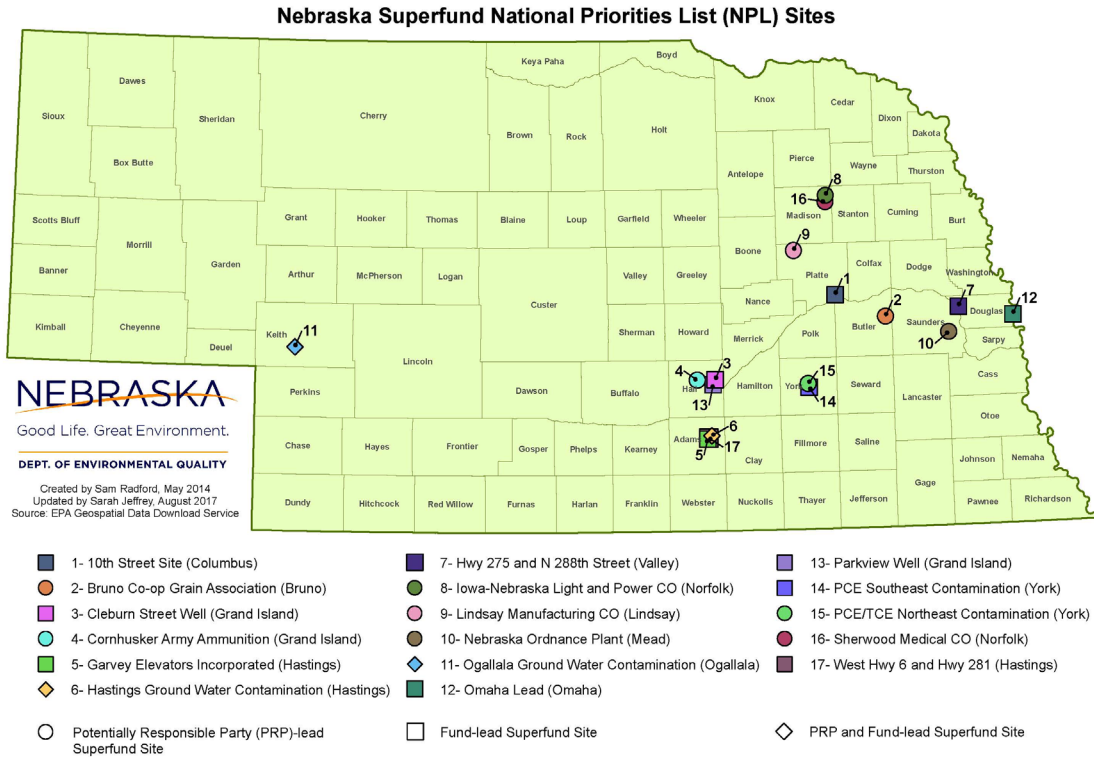 Nebraska Superfund National Priorities List (NPL) Sites
Boyd
Keya Paha
Dawes
Knox
Cedar
Dixon
Sioux
Sheridan
Cherry
Brown
Rock
Holt
Dakota
Box Butte
Pierce
Wayne
Antelope
Thurston
8
16
Madison
Stanton
Cuming
Burt
Scotts Bluff
Grant
Hooker
Thomas
Blaine
Loup
Garfield
Wheeler
9
Morrill
Boone
Garden
Banner
Arthur
McPherson
Logan
Valley
Greeley
Platte
Colfax
Dodge
Washington
1
7
12
Custer
Nance
2
Douglas
Kimball
Cheyenne
Keith
11
Sherman
Howard
Merrick
Polk
Butler
Saunders
10
Sarpy
Deuel
Lincoln
3
4
Hall
13
Hamilton
York
15
14
Seward
Cass
Perkins
Dawson
Buffalo
Lancaster
Otoe
6
Adams
5
17
Chase
Hayes
Frontier
Gosper
Phelps
Kearney
Clay
Fillmore
Saline
Johnson
Nemaha
Gage
Dundy
Hitchcock
Red Willow
Furnas
Harlan
Franklin
Webster
Nuckolls
Thayer
Jefferson
Pawnee
Richardson
NEBRASKA
Good Life. Great Environment.
DEPT. OF ENVIRONMENTAL QUALITY
Created by Sam Radford, May 2014
Updated by Sarah Jeffrey, August 2017
Source: EPA Geospatial Data Download Service
1- 10th Street Site (Columbus)
2- Bruno Co-op Grain Association (Bruno)
3- Cleburn Street Well (Grand Island)
4- Cornhusker Army Ammunition (Grand Island)
5- Garvey Elevators Incorporated (Hastings)
6- Hastings Ground Water Contamination (Hastings)
7- Hwy 275 and N 288th Street (Valley)
8- Iowa-Nebraska Light and Power CO (Norfolk)
9- Lindsay Manufacturing CO (Lindsay)
10- Nebraska Ordnance Plant (Mead)
11- Ogallala Ground Water Contamination (Ogallala)
12- Omaha Lead (Omaha)
13- Parkview Well (Grand Island)
14- PCE Southeast Contamination (York)
15- PCE/TCE Northeast Contamination (York)
16- Sherwood Medical CO (Norfolk)
17- West Hwy 6 and Hwy 281 (Hastings)
Potentially Responsible Party (PRP)-lead
Superfund Site
Fund-lead Superfund Site
PRP and Fund-lead Superfund Site